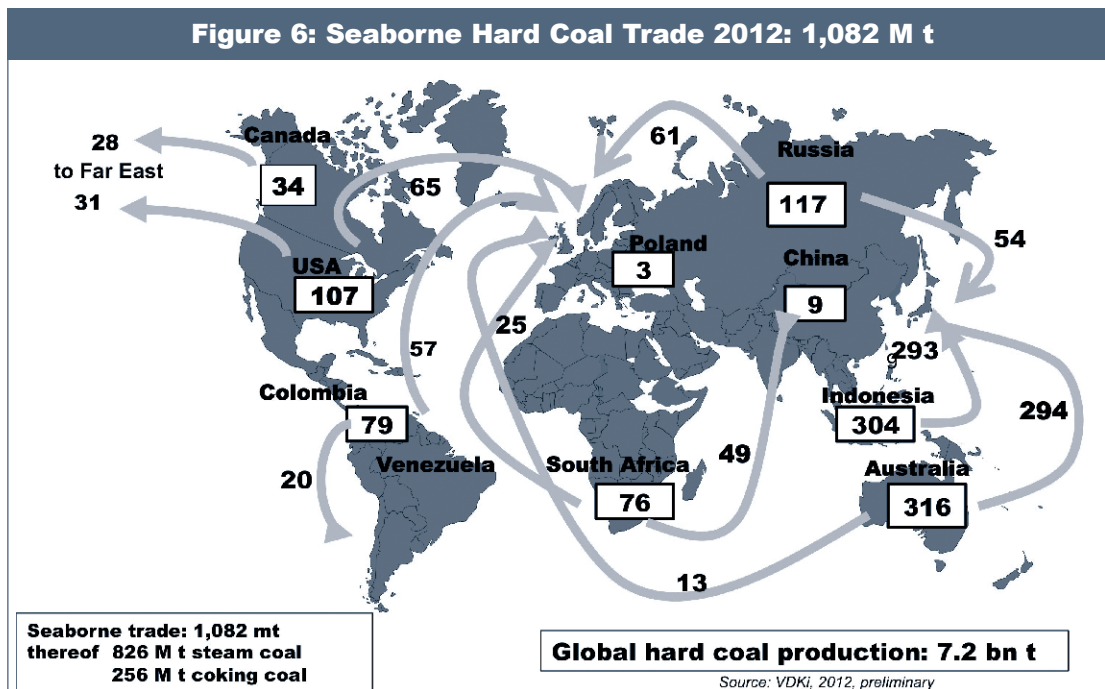 Figure 6: Seaborne Hard Coal Trade 2012: 1,082 M t
28
to Far East
31
Canada
34
65
61
Russia
117
54
USA
107
Poland
3
China
9
25
57
293
9
Colombia
79
Indonesia
304
294
20
Venezuela
South Africa
76
49
Australia
316
13
Seaborne trade: 1,082 mt
thereof 826 M t steam coal
256 M t coking coal
Global hard coal production: 7.2 bn t
Source: VDKi, 2012, preliminary